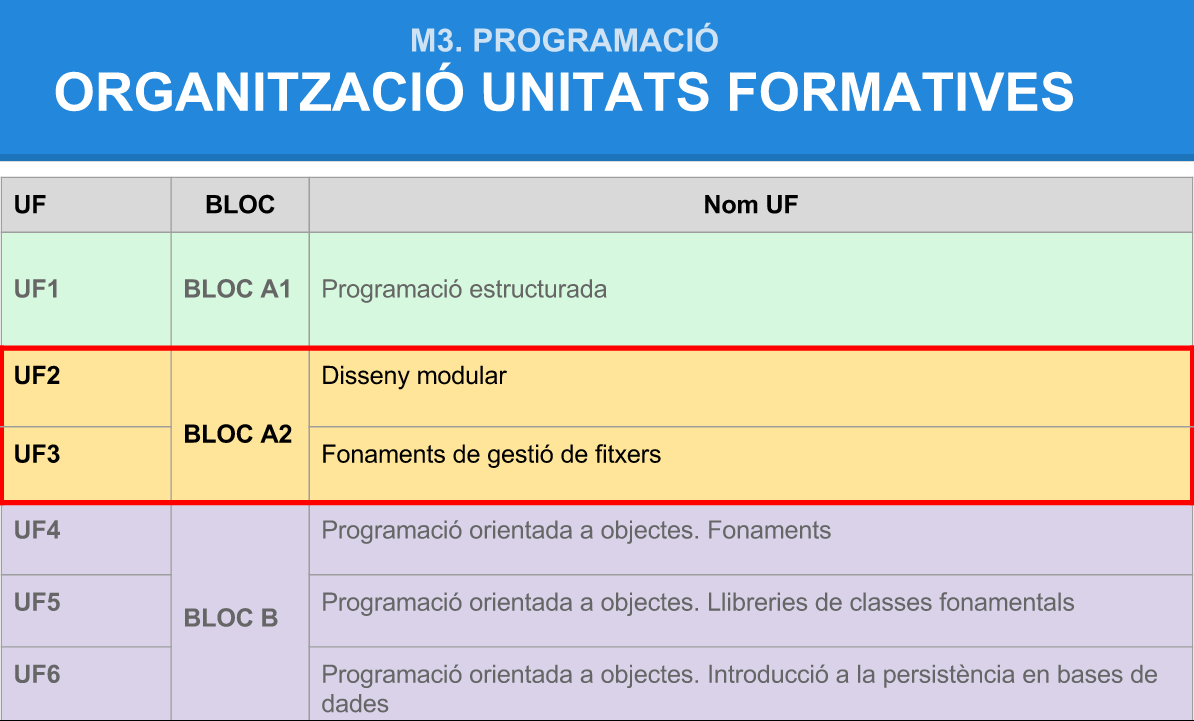 M3. PROGRAMACIÓ
ORGANITZACIÓ UNITATS FORMATIVES
UF BLOC Nom UF
UF1 BLOC A1 Programació estructurada
UF2 Disseny modular
BLOC A2
UF3 Fonaments de gestió de fitxers
UF4 Programació orientada a objectes. Fonaments
UF5 Programació orientada a objectes. Llibreries de classes fonamentals
BLOC B
UF6 Programació orientada a objectes. Introducció a la persistència en bases de
dades